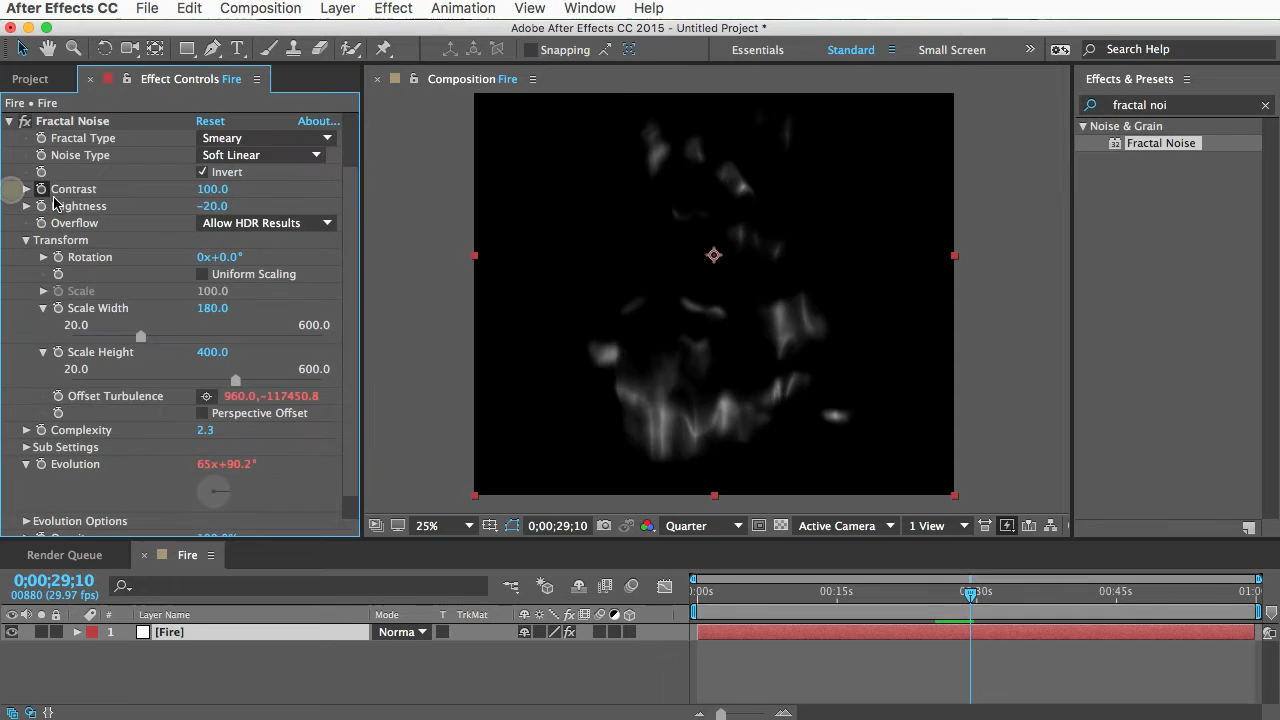 After Effects CC File Edit Composition Layer Effect Animation View Window Help
Adobe After Effects CC 2015 - Untitled Project *
Snapping Essentials Standard Small Screen Search Help
Project Effect Controls Fire Composition Fire Effects & Presets
Fire • Fire
fractal noi
Fractal Noise Reset About...
Noise & Grain
Fractal Type Smeary
32 Fractal Noise
Noise Type Soft Linear
Invert
Contrast 100.0
-20.0
Overflow Allow HDR Results
Transform
Rotation 0x+0.0°
Uniform Scaling
Scale 100.0
Scale Width 180.0
20.0 600.0
Scale Height 400.0
20.0 600.0
Offset Turbulence 960.0,-117450.8
Perspective Offset
Complexity 2.3
Sub Settings
Evolution 65x+90.2°
Evolution Options
25% 0;00;29;10 Quarter Active Camera 1 View
Render Queue Fire
0;00;29;10
00880 (29.97 fps)
00:15s 00:45s
# Layer Name Mode T TrkMat
1 [Fire] Norma